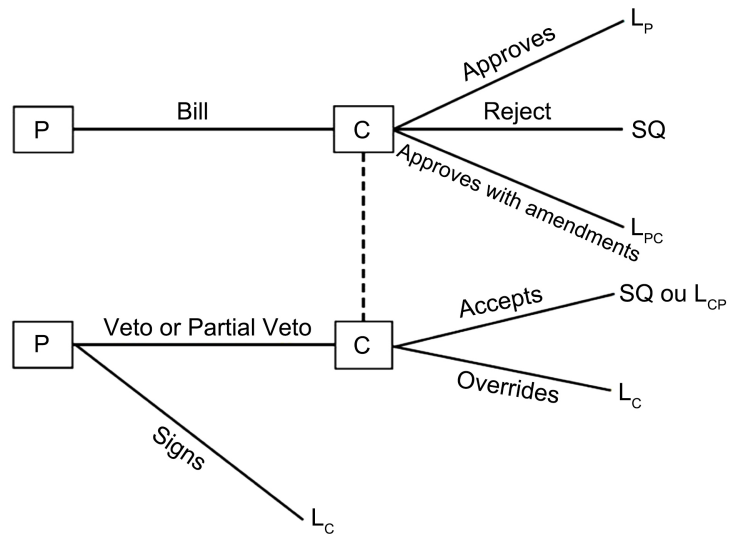 L_P
Approves
P
Bill
C
Reject
SQ
Approves with amendments
L_PC
P
Veto or Partial Veto
C
Accepts
SQ ou L_CP
Overrides
L_C
Signs
L_C